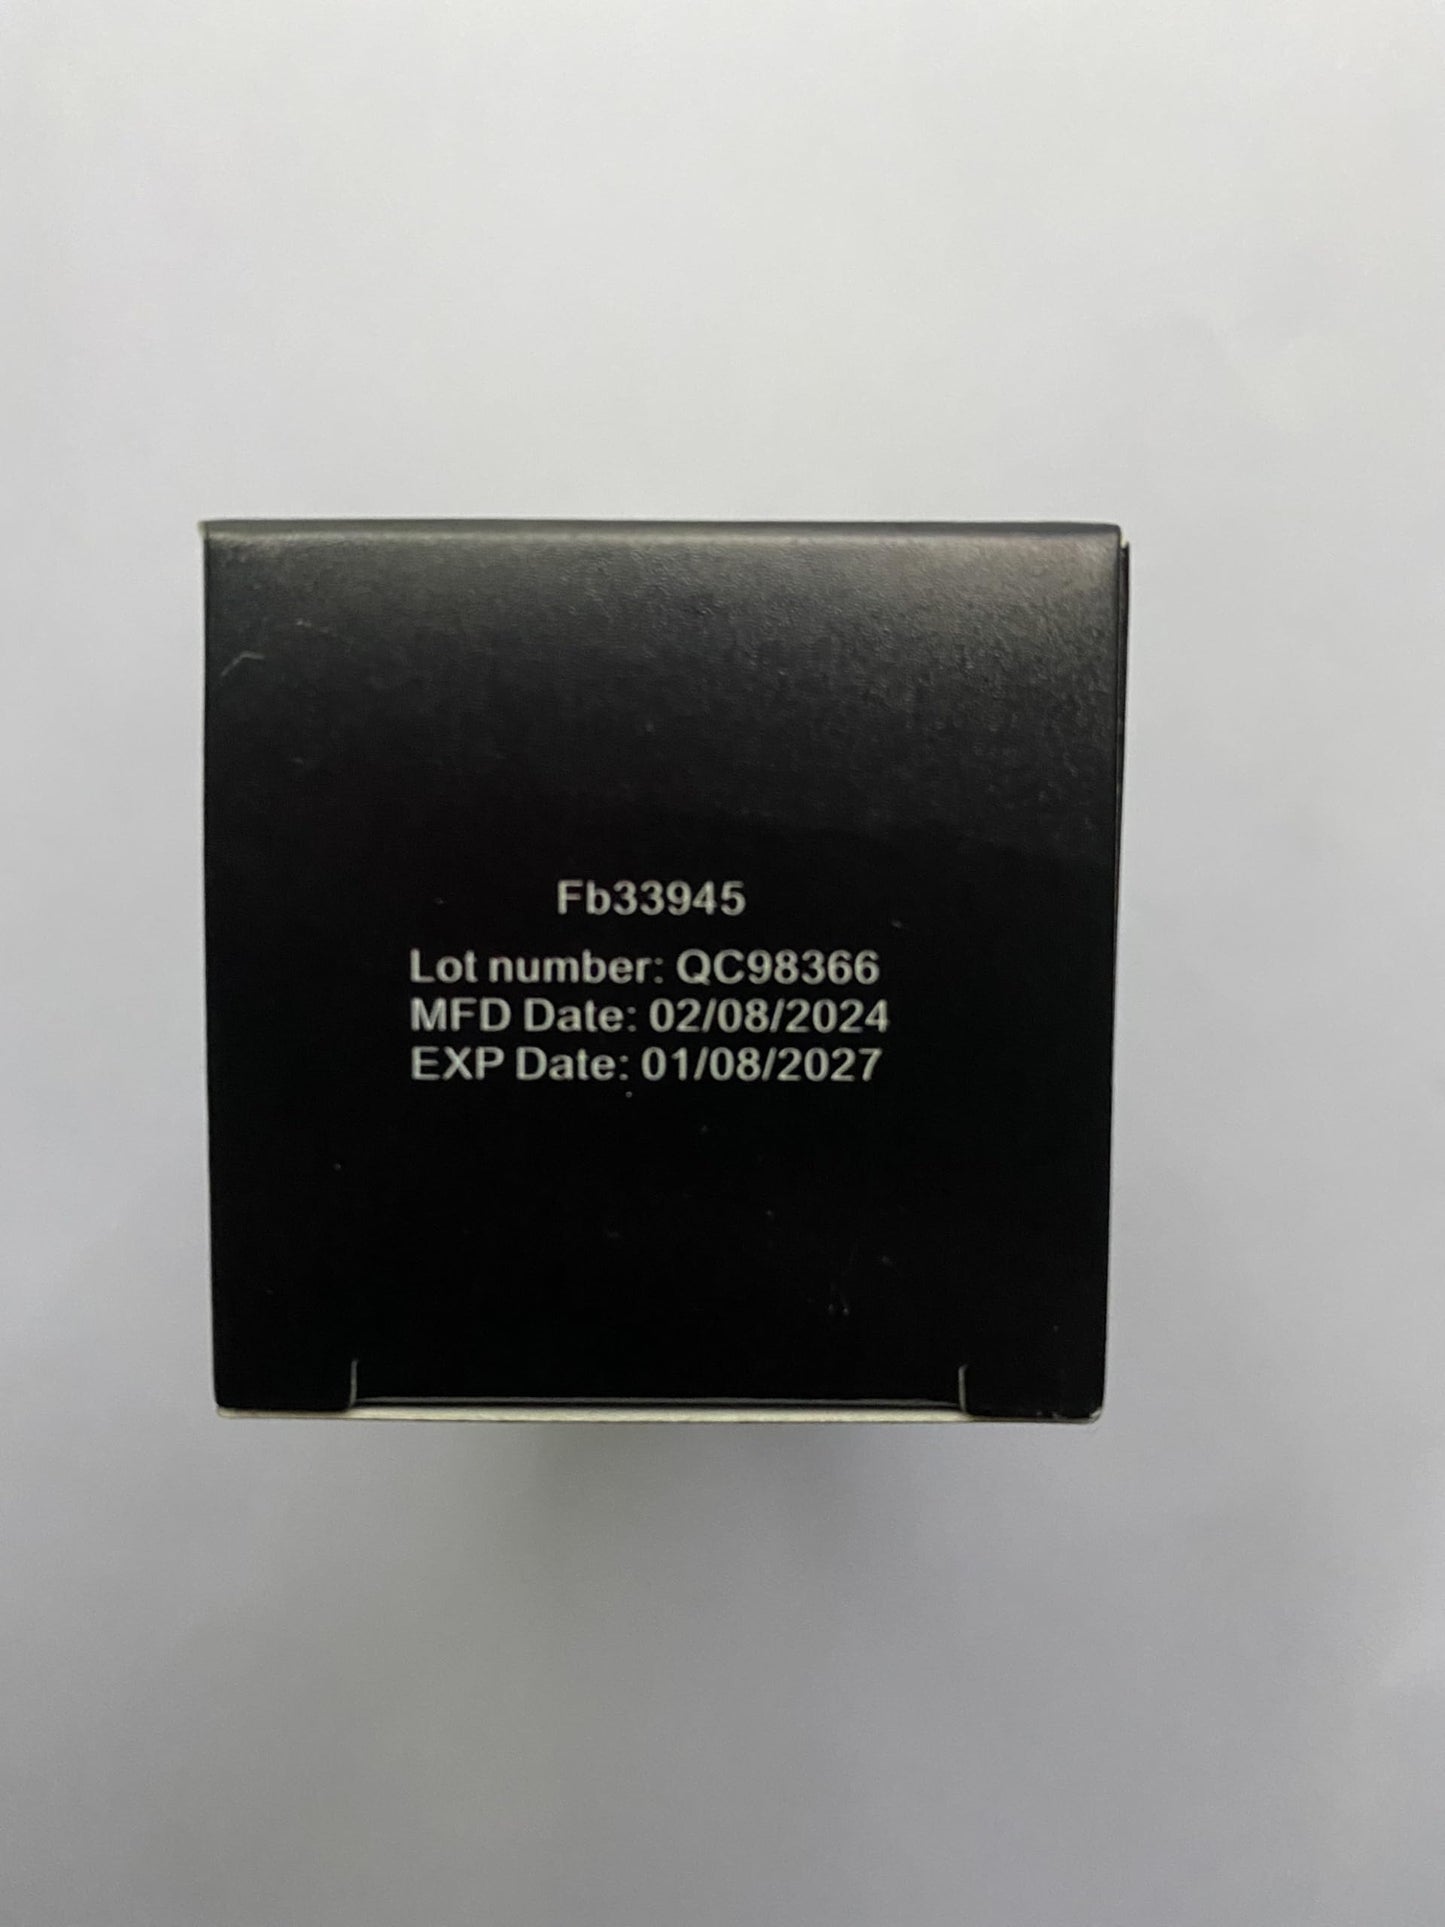 Fb33945
Lot number: QC98366
MFD Date: 02/08/2024
EXP Date: 01/08/2027